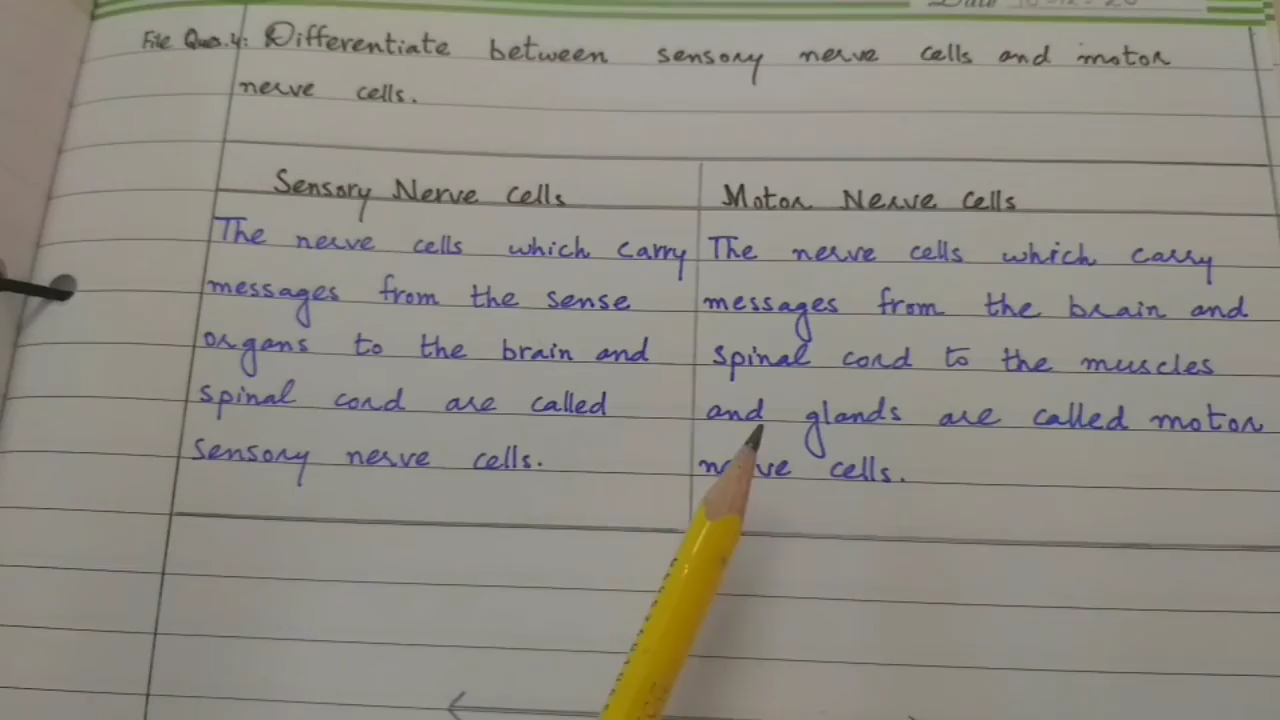 File Ques.4: Differentiate between sensory nerve cells and motor
nerve cells.
Sensory Nerve Cells
The nerve cells which carry
messages from the sense
organs to the brain and
spinal cord are called
sensory nerve cells.
Motor Nerve Cells
The nerve cells which carry
messages from the brain and
spinal cord to the muscles
and glands are called motor
nerve cells.